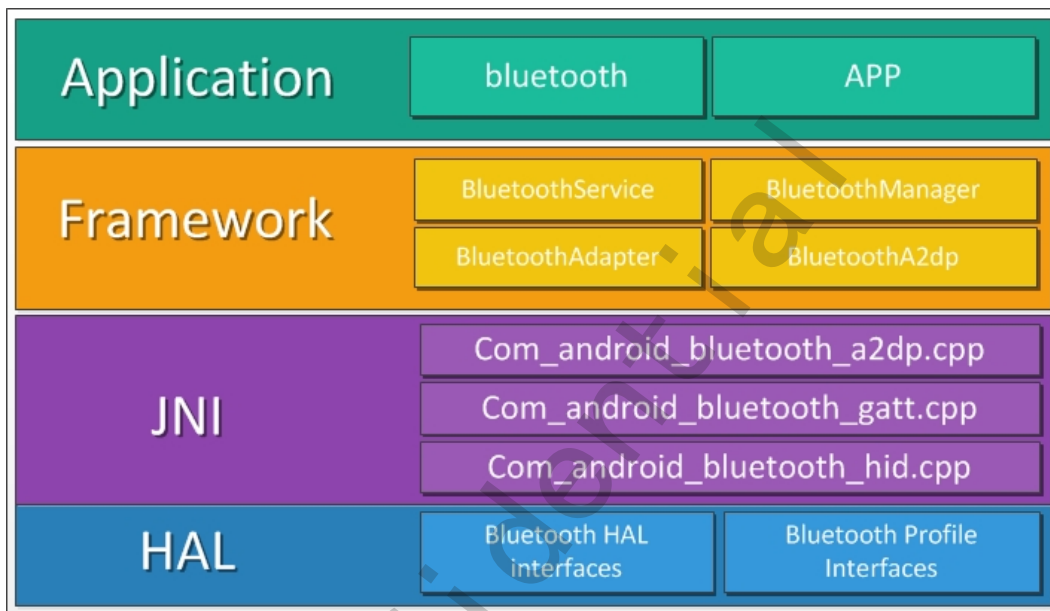 Application
bluetooth
APP
Framework
BluetoothService
BluetoothManager
BluetoothAdapter
BluetoothA2dp
JNI
Com_android_bluetooth_a2dp.cpp
Com_android_bluetooth_gatt.cpp
Com_android_bluetooth_hid.cpp
HAL
Bluetooth HAL
interfaces
Bluetooth Profile
Interfaces
idential